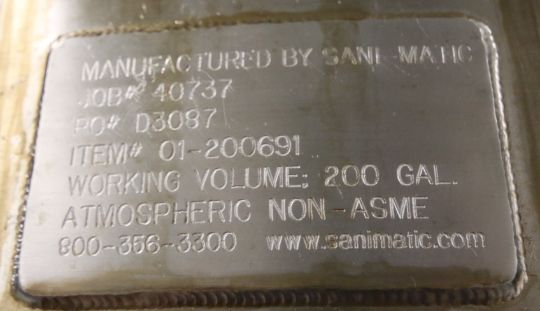 MANUFACTURED BY SANI-MATIC
JOB# 40737
PO# D3087
ITEM# 01-200691
WORKING VOLUME: 200 GAL.
ATMOSPHERIC NON-ASME
800-356-3300 www.sanimatic.com